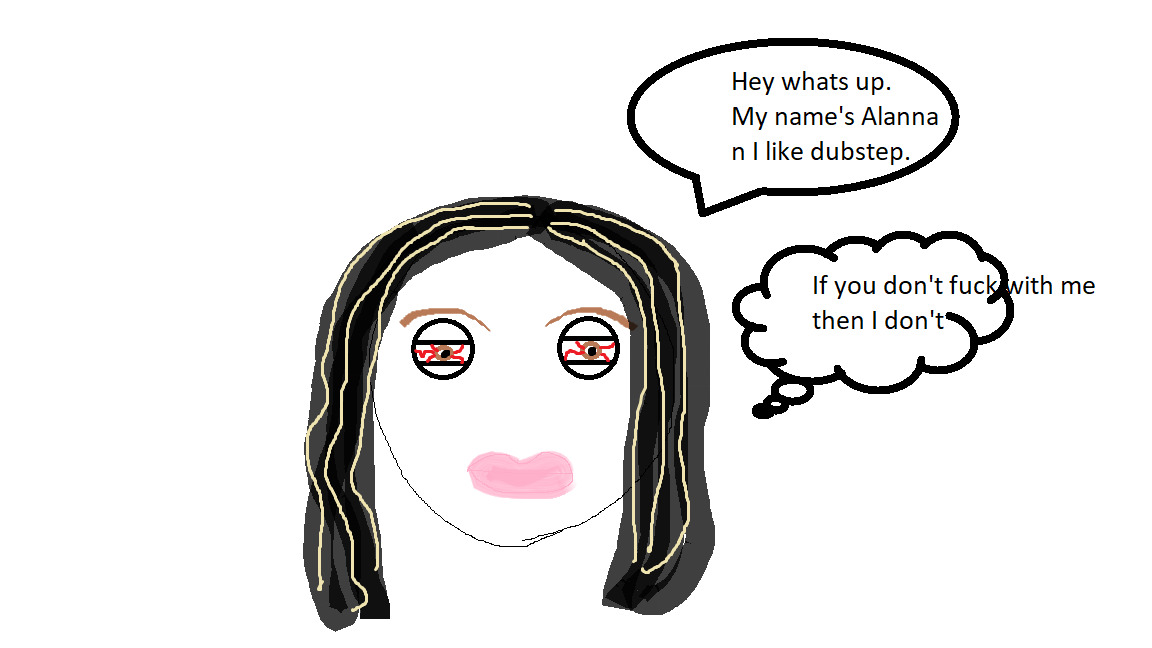 Hey whats up.
My name's Alanna
n I like dubstep.
If you don't fuck with me
then I don't